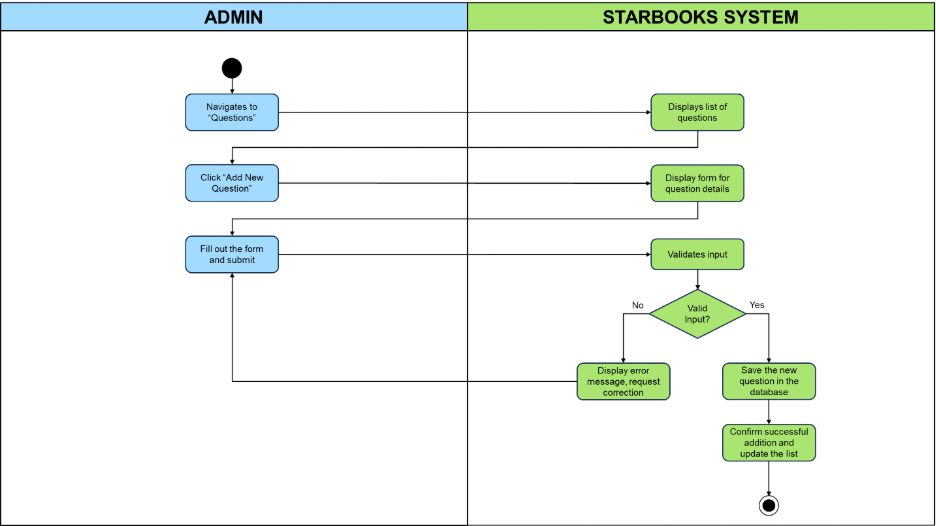 ADMIN
STARBOOKS SYSTEM
Navigates to
“Questions”
Displays list of
questions
Click “Add New
Question”
Display form for
question details
Fill out the form
and submit
Validates input
Valid
Input?
No
Yes
Display error
message, request
correction
Save the new
question in the
database
Confirm successful
addition and
update the list